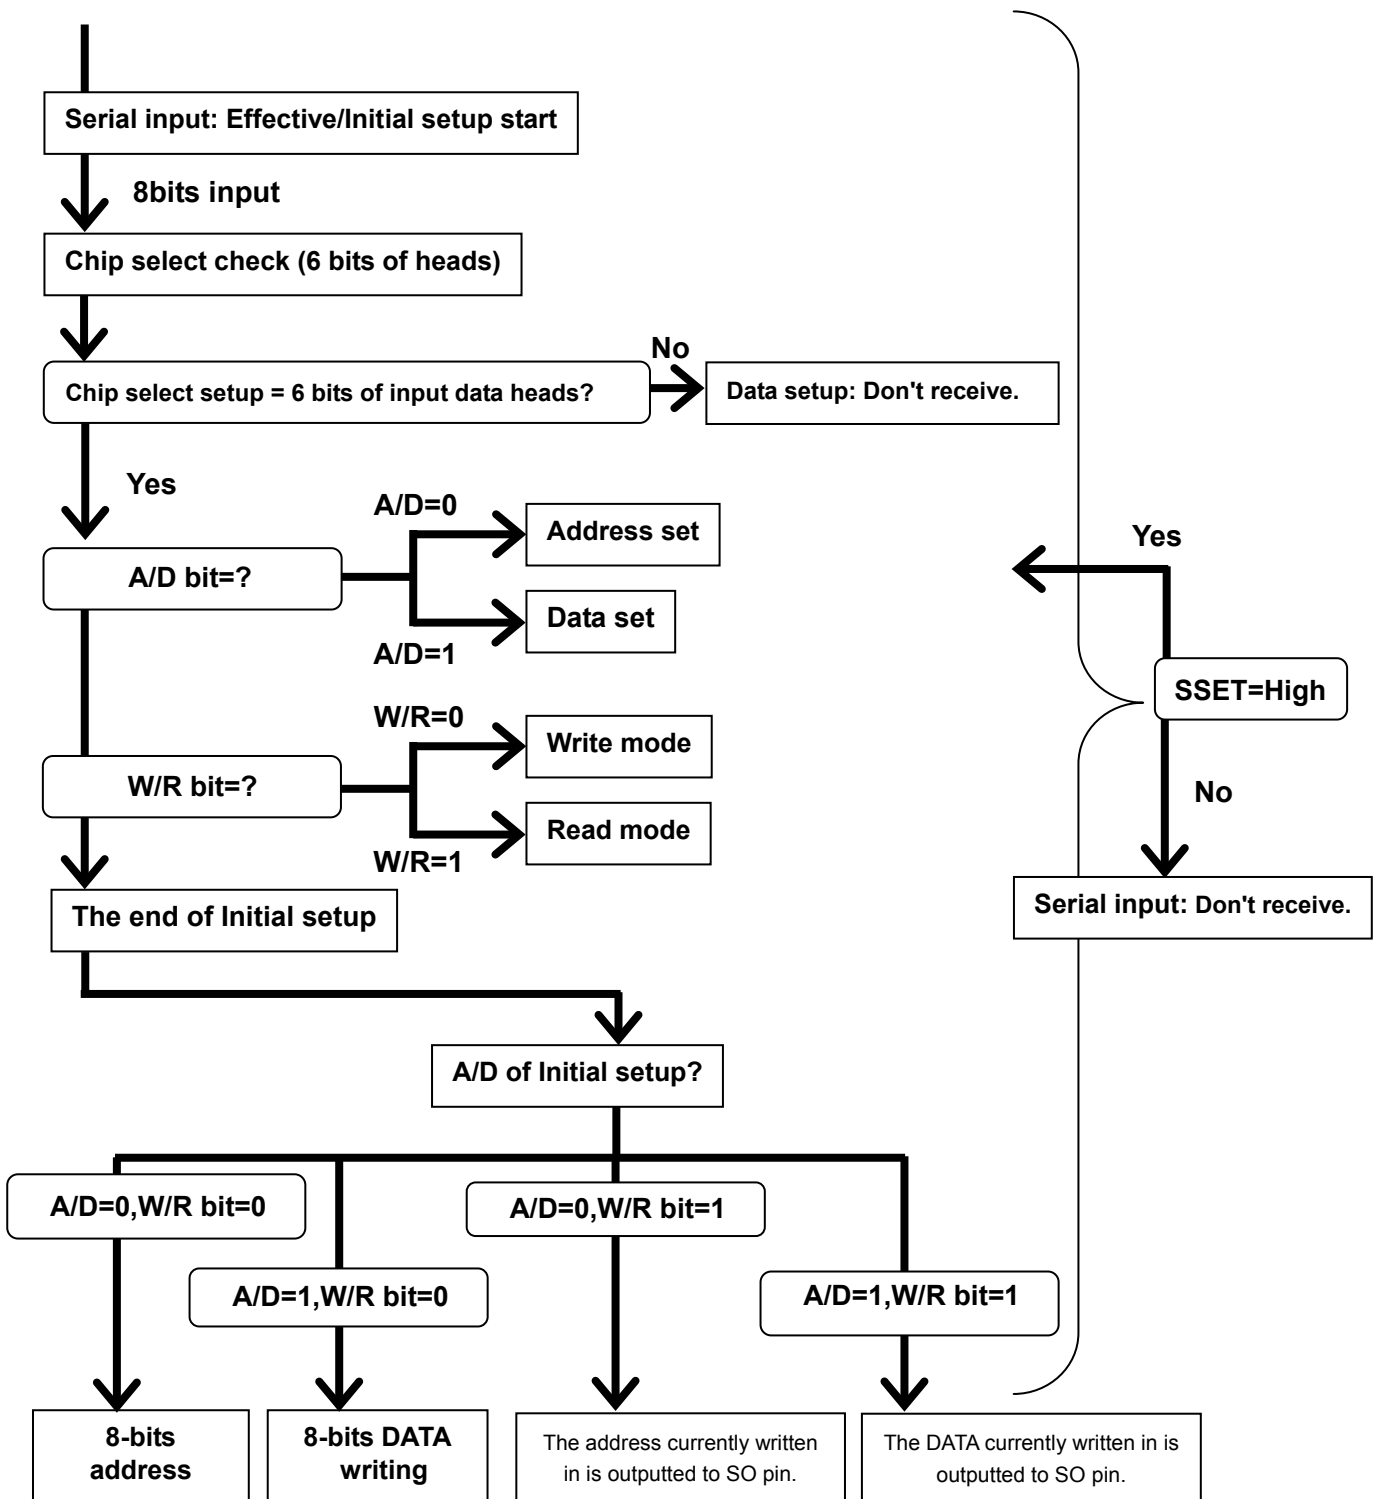 Serial input: Effective/Initial setup start
8bits input
Chip select check (6 bits of heads)
No
Chip select setup = 6 bits of input data heads?
Data setup: Don't receive.
Yes
A/D=0
Address set
A/D bit=?
Data set
A/D=1
Yes
SSET=High
W/R=0
Write mode
W/R bit=?
No
Read mode
W/R=1
The end of Initial setup
Serial input: Don't receive.
A/D of Initial setup?
A/D=0,W/R bit=0
A/D=0,W/R bit=1
A/D=1,W/R bit=0
A/D=1,W/R bit=1
8-bits
address
8-bits DATA
writing
The address currently written
in is outputted to SO pin.
The DATA currently written in is
outputted to SO pin.